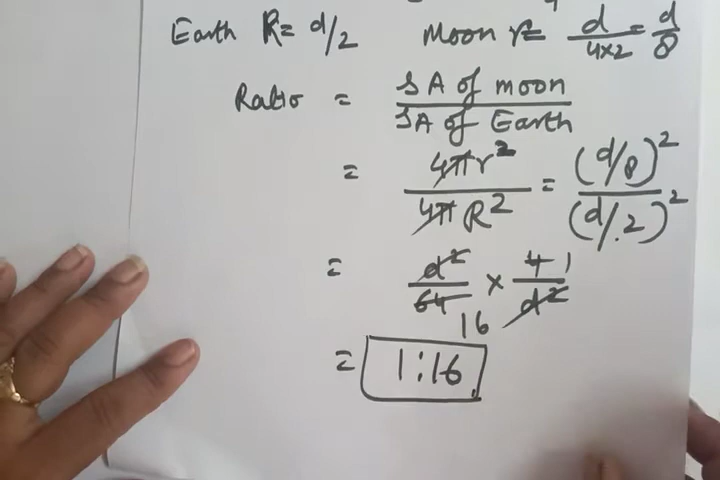 Earth R = d/2 Moon r = d/4×2 = d/8
Ratio = SA of moon / SA of Earth
= 4πr² / 4πR² = (d/8)² / (d/2)²
= d²/64 16 × 4 1/d²
= 1:16